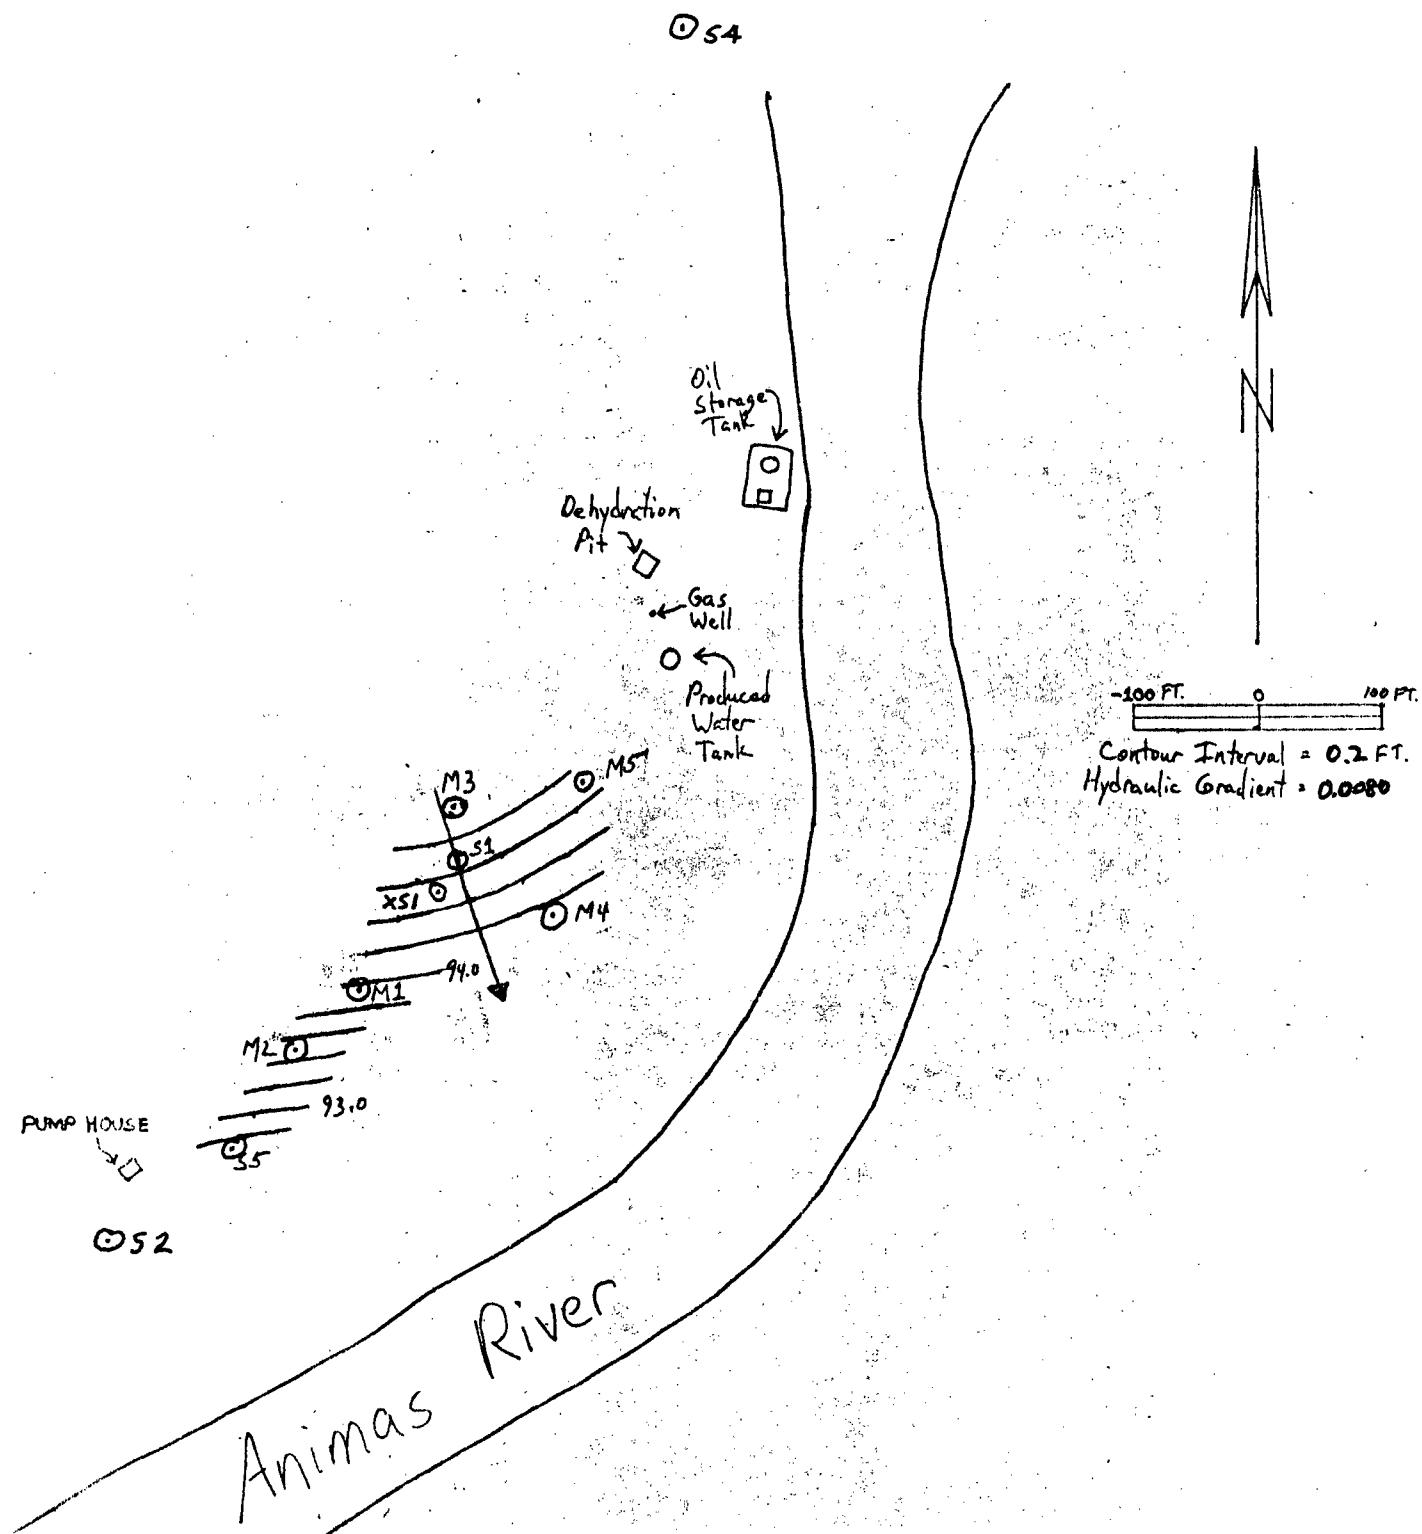 S4
N
Oil
Storage
Tank
Dehydration
Pit
Gas
Well
Produced
Water
Tank
-100 FT. 0 100 FT.
Contour Interval = 0.2 FT.
Hydraulic Gradient = 0.0080
M3
M5
S1
XS1
M4
94.0
M1
M2
93.0
PUMP HOUSE
S5
S2
Animas River